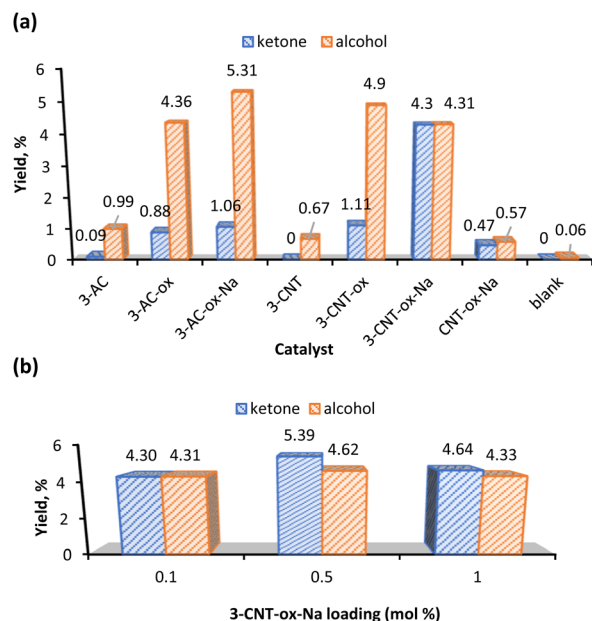 (a)
ketone alcohol
Yield, %
6
5
4
3
2
1
0
0.09 0.99 0.88 4.36 1.06 5.31 0 0.67 1.11 4.9 4.3 4.31 0.47 0.57 0 0.06
3-AC 3-AC-ox 3-AC-ox-Na 3-CNT 3-CNT-ox 3-CNT-ox-Na CNT-ox-Na blank
Catalyst
(b)
ketone alcohol
Yield, %
6
4
2
0
4.30 4.31 5.39 4.62 4.64 4.33
0.1 0.5 1
3-CNT-ox-Na loading (mol %)